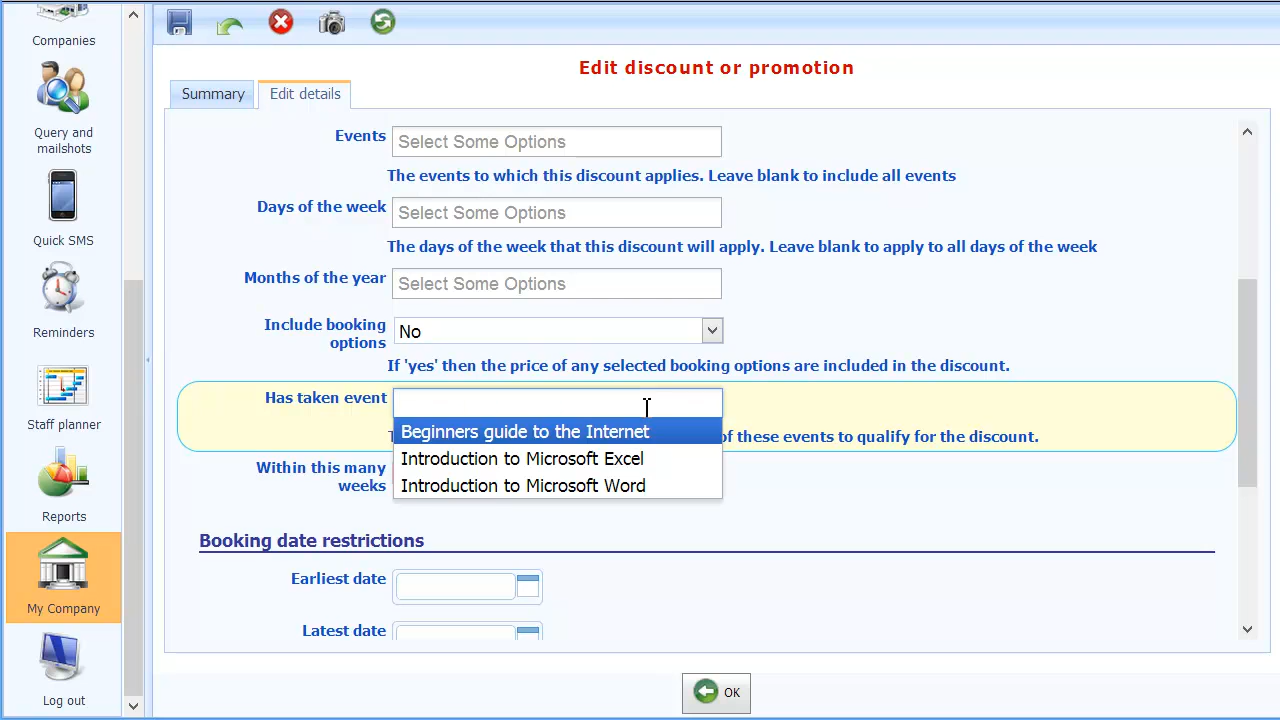 Companies
Query and
mailshots
Quick SMS
Reminders
Staff planner
Reports
My Company
Log out
Edit discount or promotion
Summary
Edit details
Events
Select Some Options
The events to which this discount applies. Leave blank to include all events
Days of the week
Select Some Options
The days of the week that this discount will apply. Leave blank to apply to all days of the week
Months of the year
Select Some Options
Include booking
options
No
If 'yes' then the price of any selected booking options are included in the discount.
Has taken event
Beginners guide to the Internet
of these events to qualify for the discount.
Introduction to Microsoft Excel
Within this many
weeks
Introduction to Microsoft Word
Booking date restrictions
Earliest date
Latest date
OK